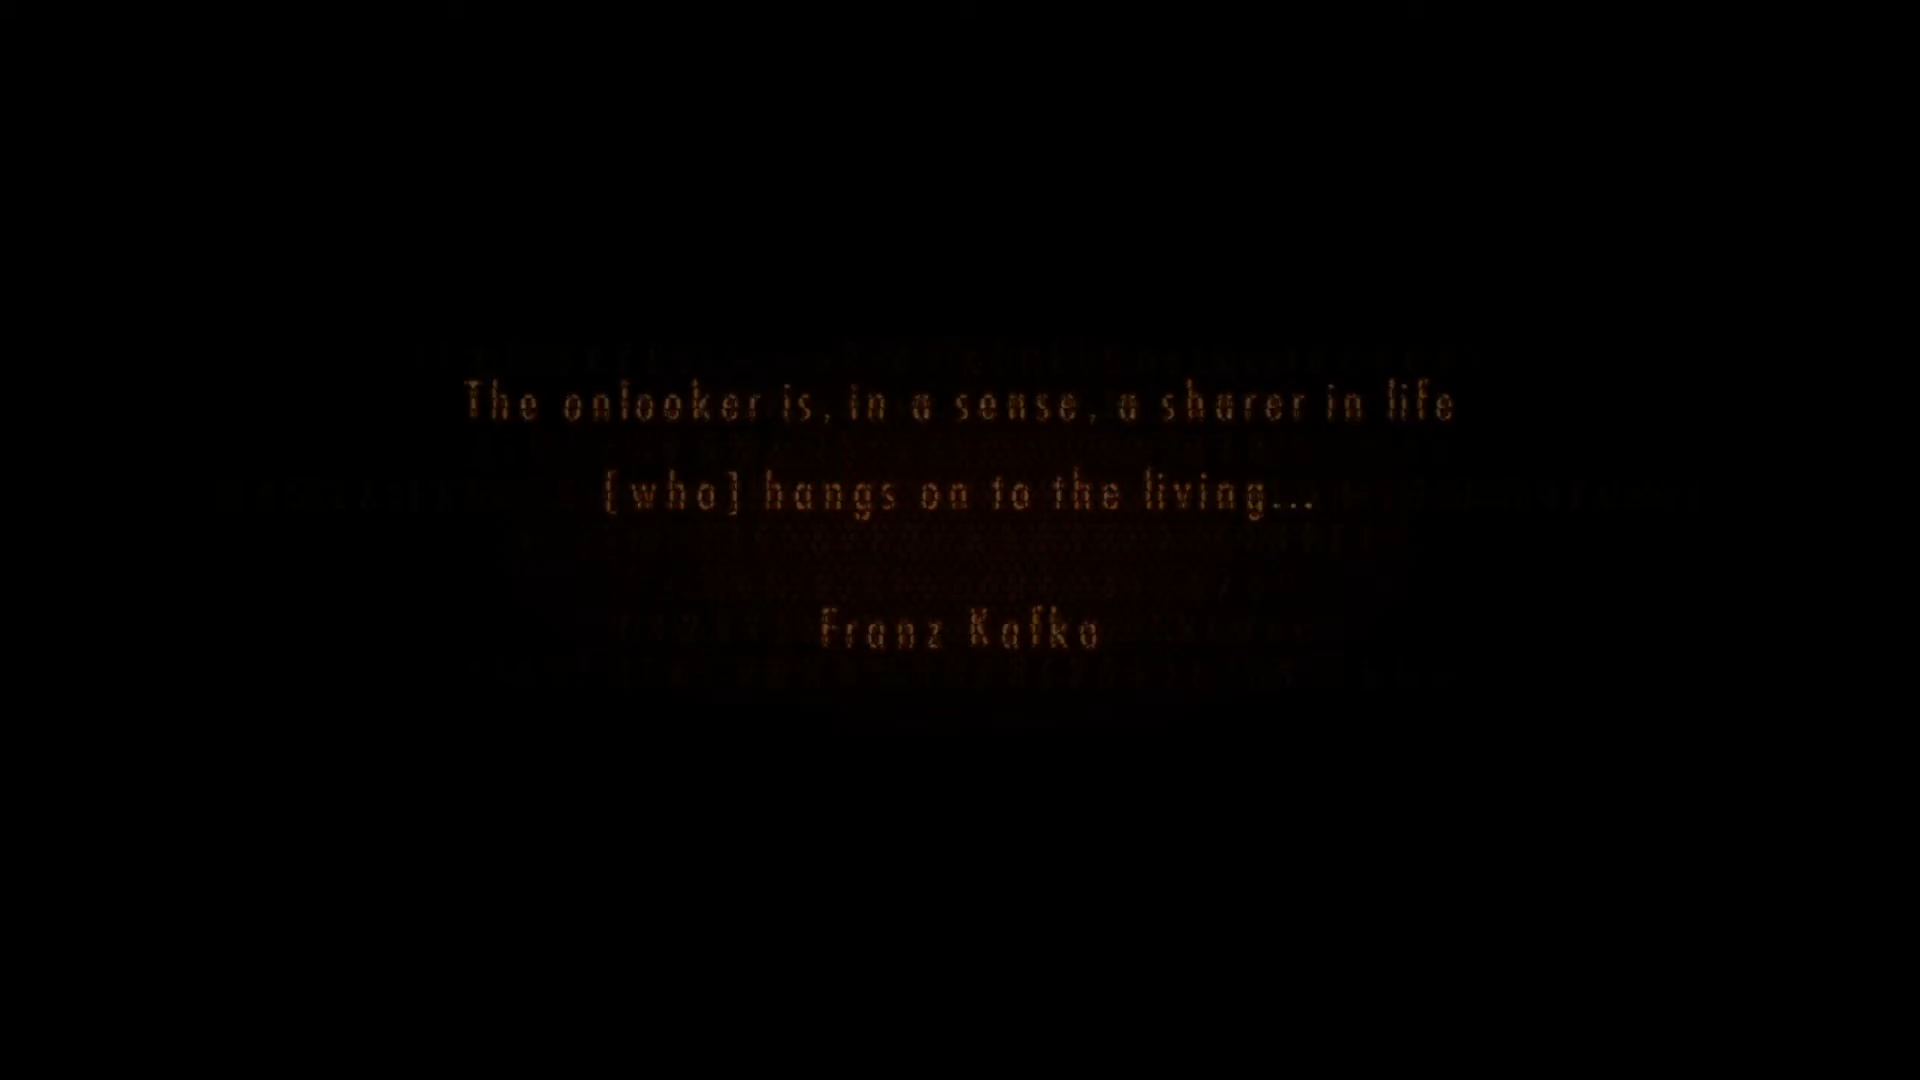 The onlooker is, in a sense, a sharer in life
[who] hangs on to the living...
Franz Kafka